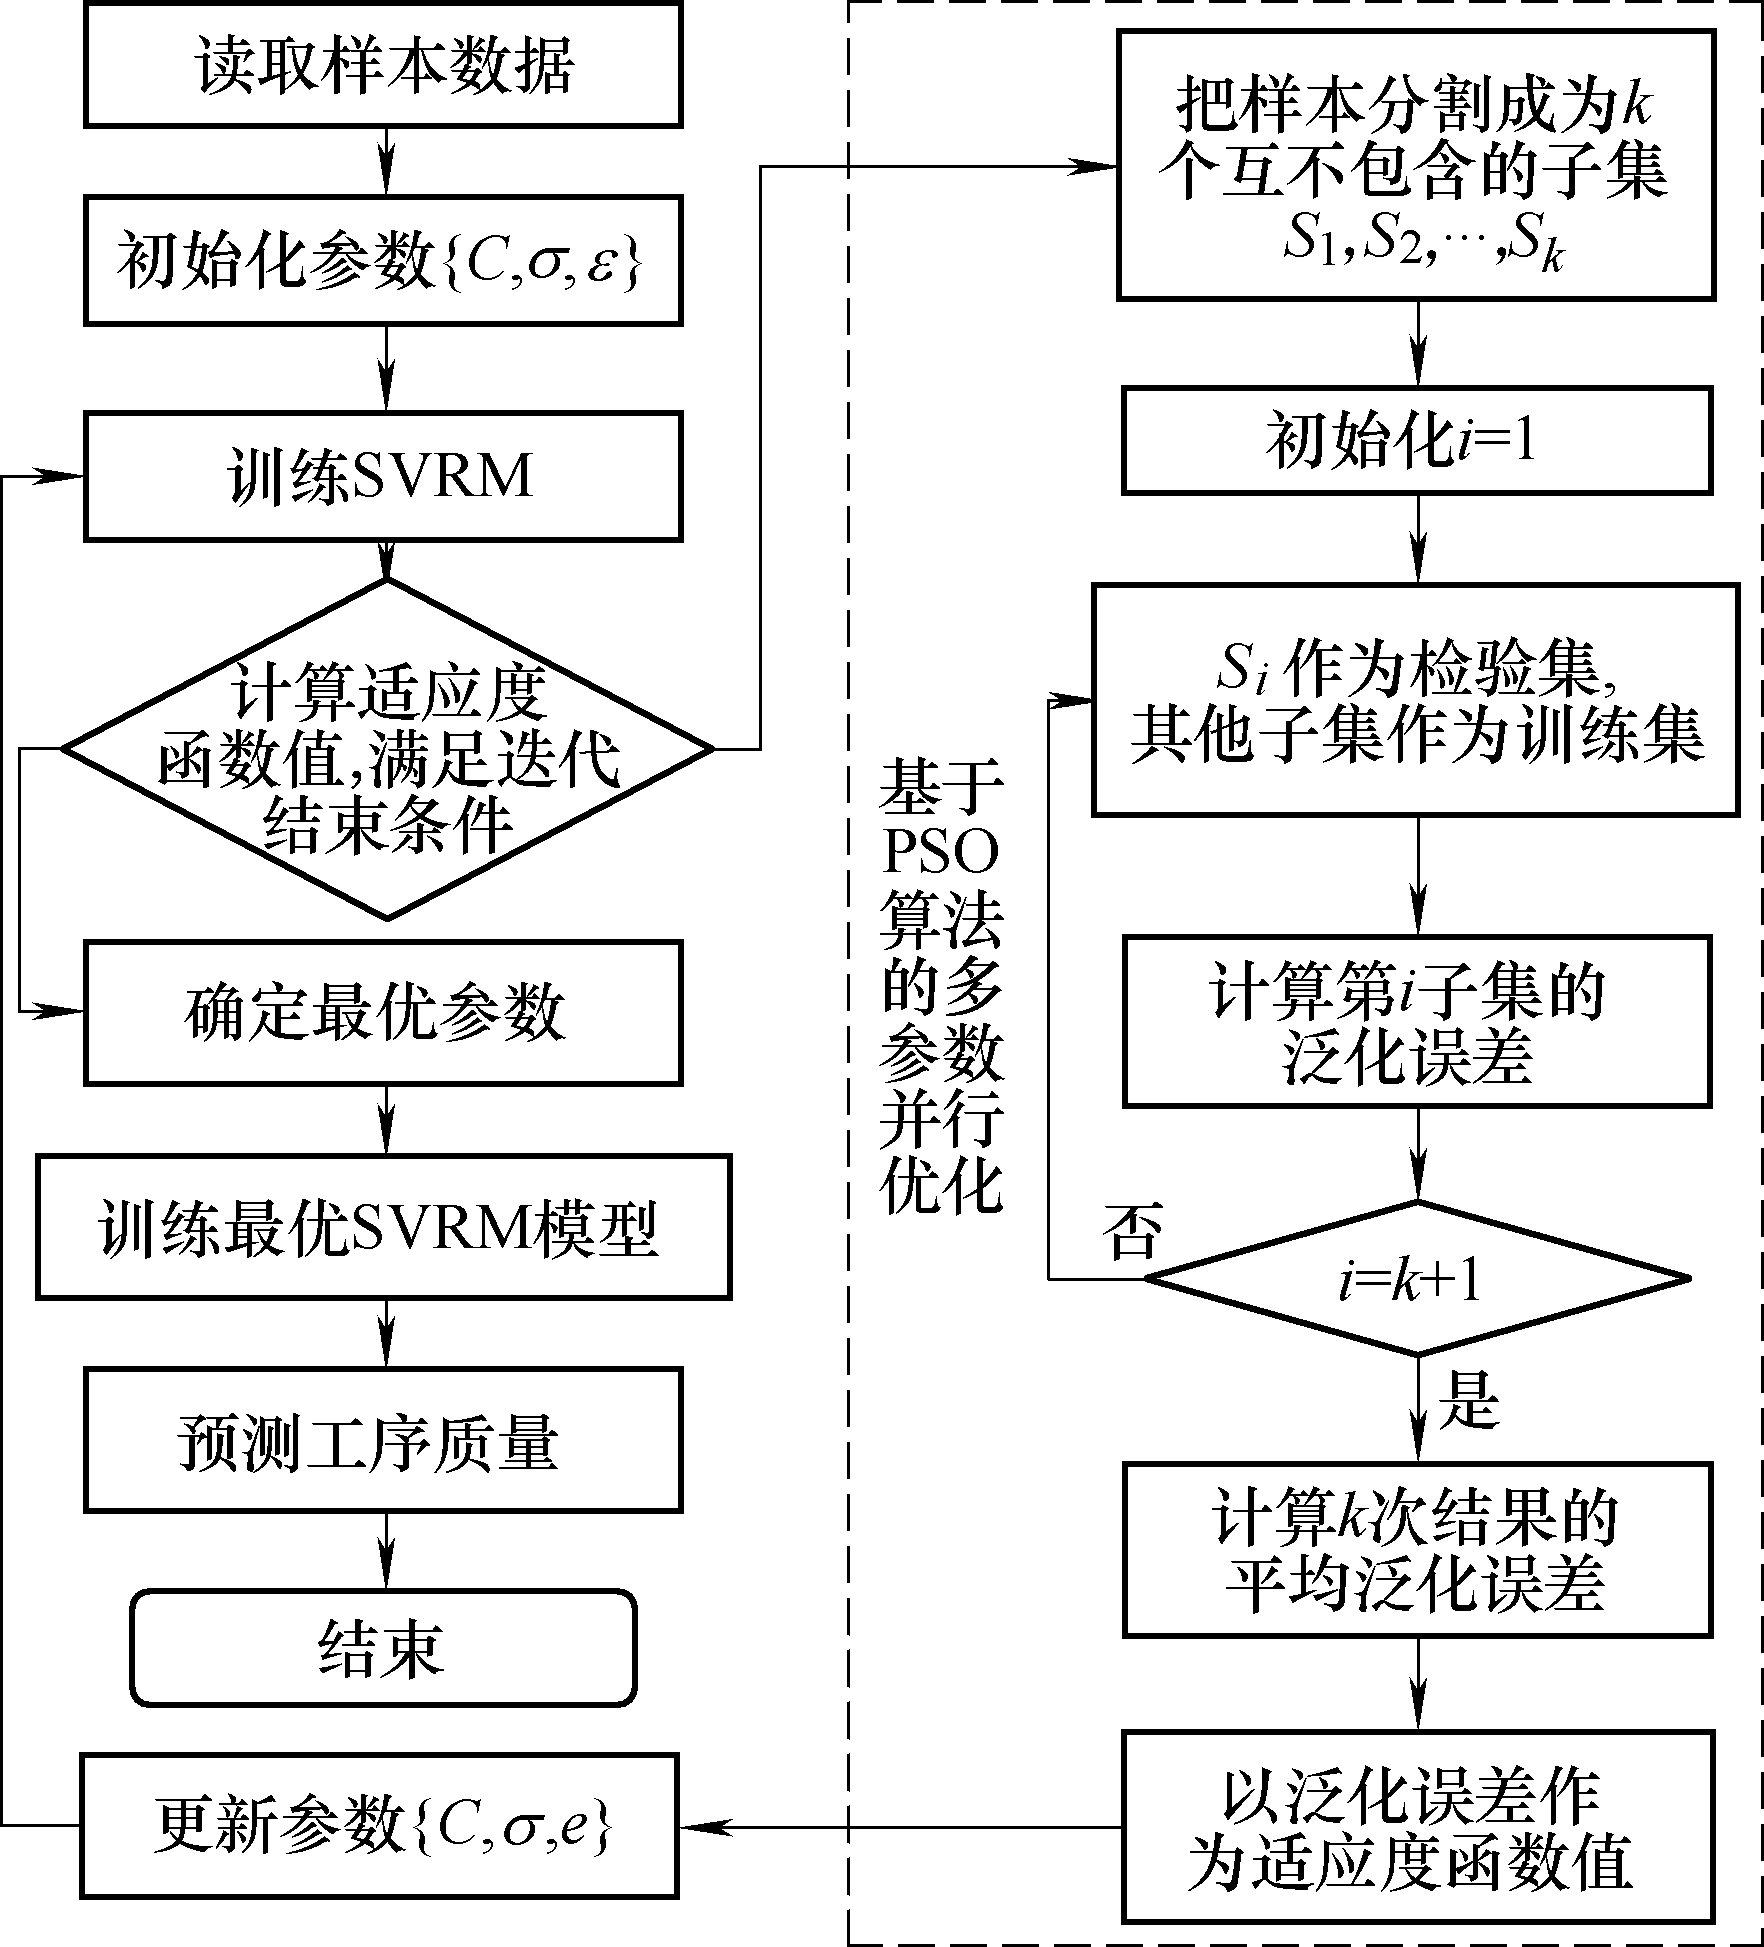 读取样本数据
初始化参数{C,σ,ε}
训练SVRM
计算适应度
函数值,满足迭代
结束条件
确定最优参数
训练最优SVRM模型
预测工序质量
结束
更新参数{C,σ,e}
基于
PSO
算法
的多
参数
并行
优化
把样本分割成为k
个互不包含的子集
S1,S2,…,Sk
初始化i=1
Si作为检验集,
其他子集作为训练集
计算第i子集的
泛化误差
否
i=k+1
是
计算k次结果的
平均泛化误差
以泛化误差作
为适应度函数值